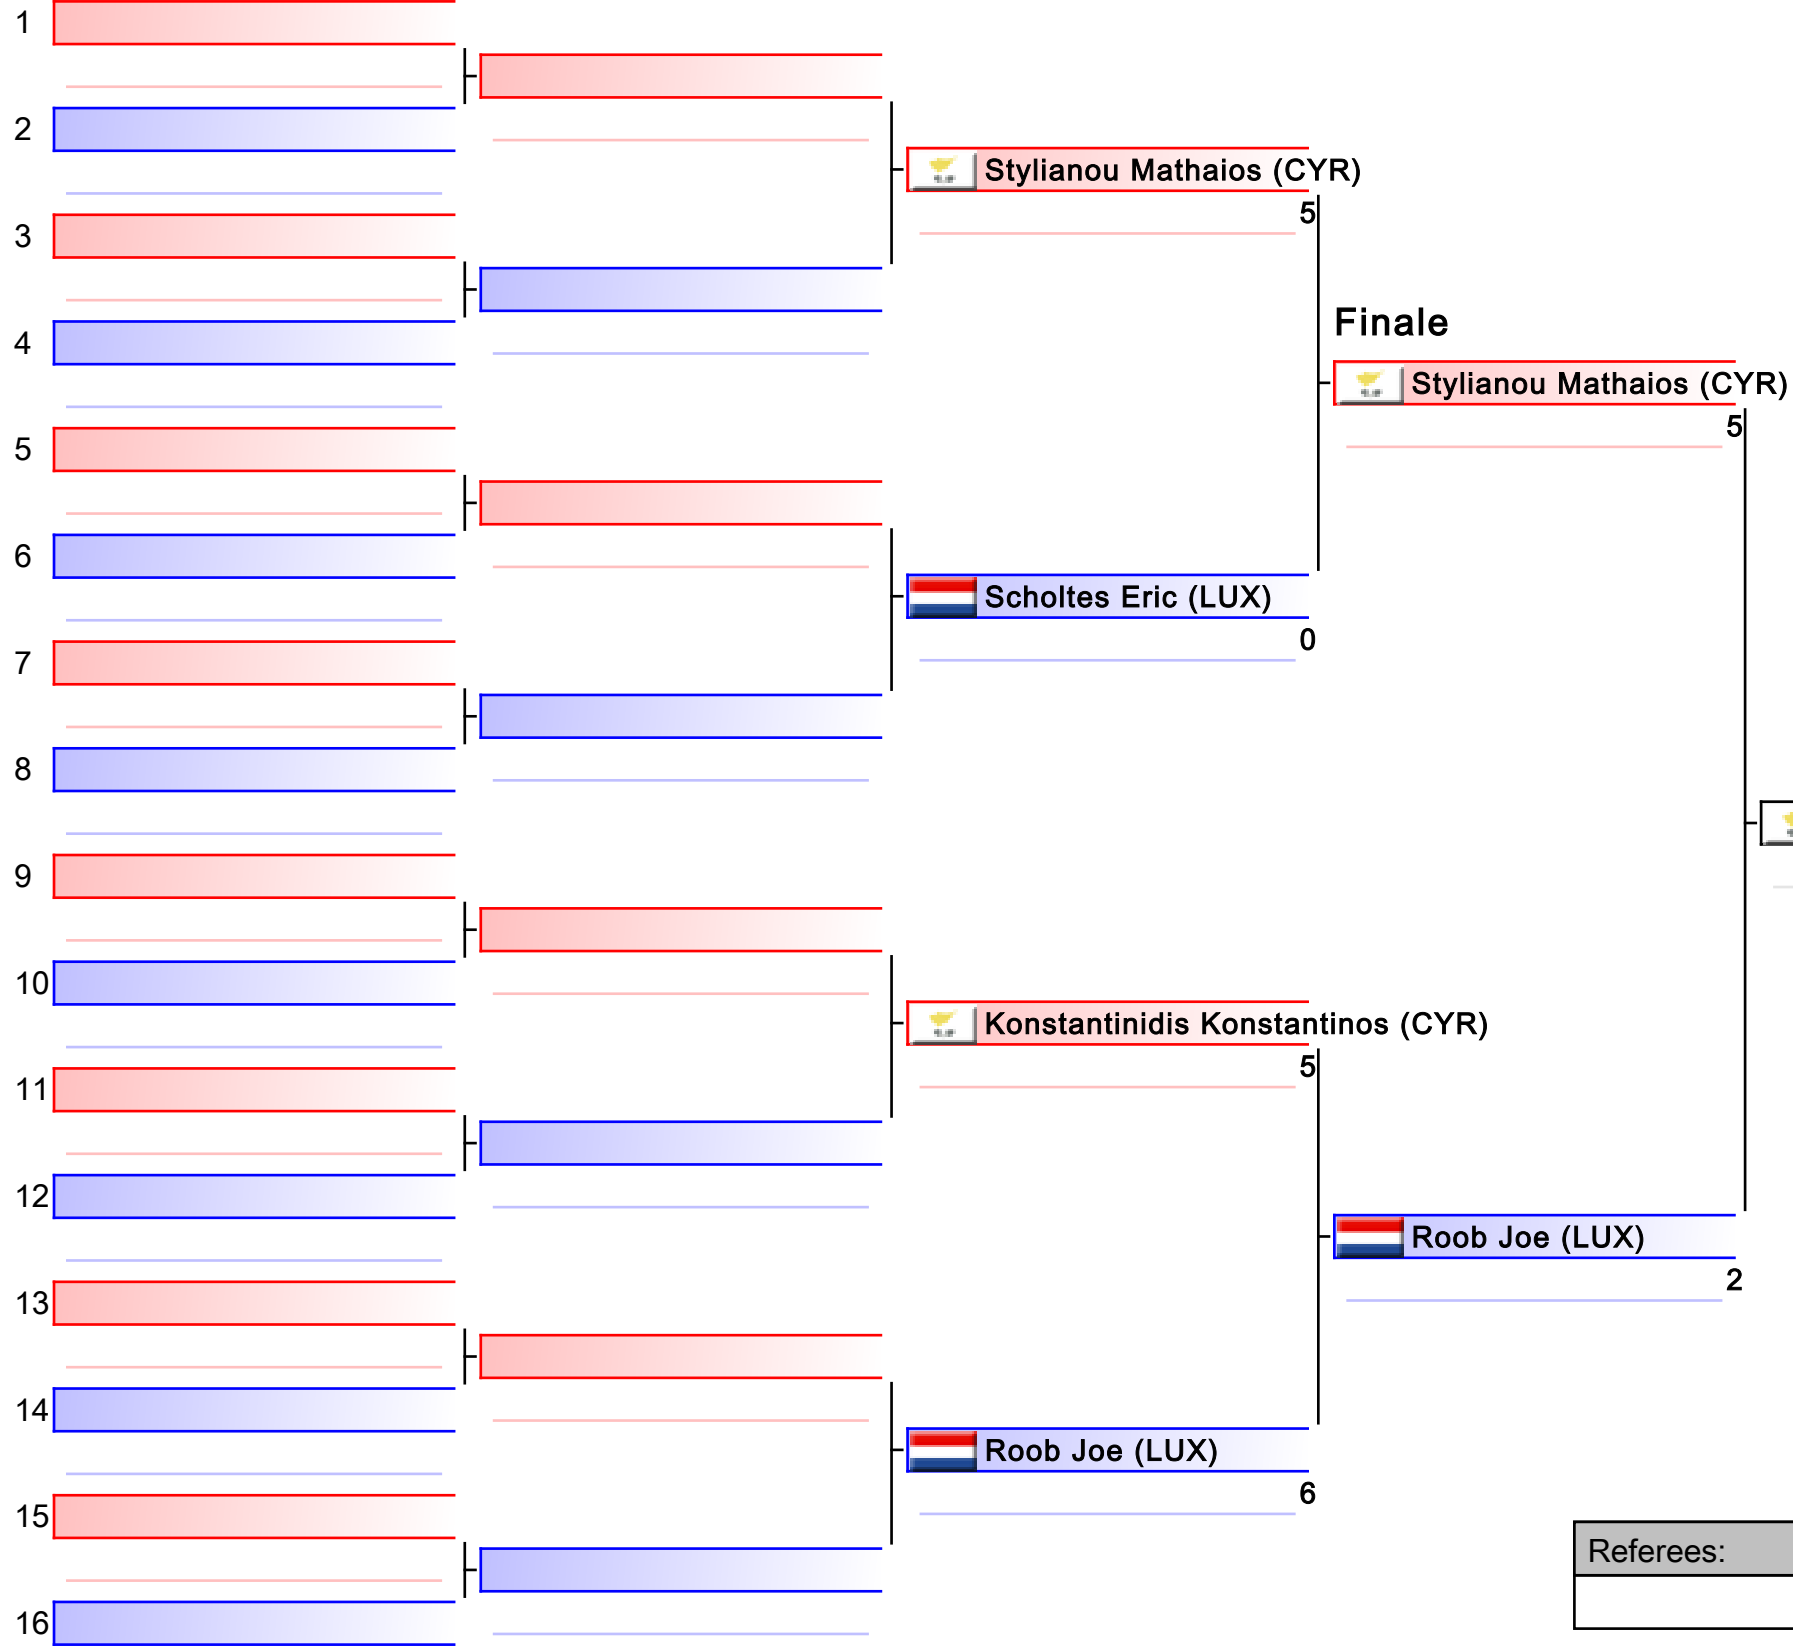 1
2
Stylianou Mathaios (CYR)
5
3
Finale
4
Stylianou Mathaios (CYR)
5
5
6
Scholtes Eric (LUX)
0
7
8
9
10
Konstantinidis Konstantinos (CYR)
5
11
12
Roob Joe (LUX)
2
13
14
Roob Joe (LUX)
6
15
Referees:
16